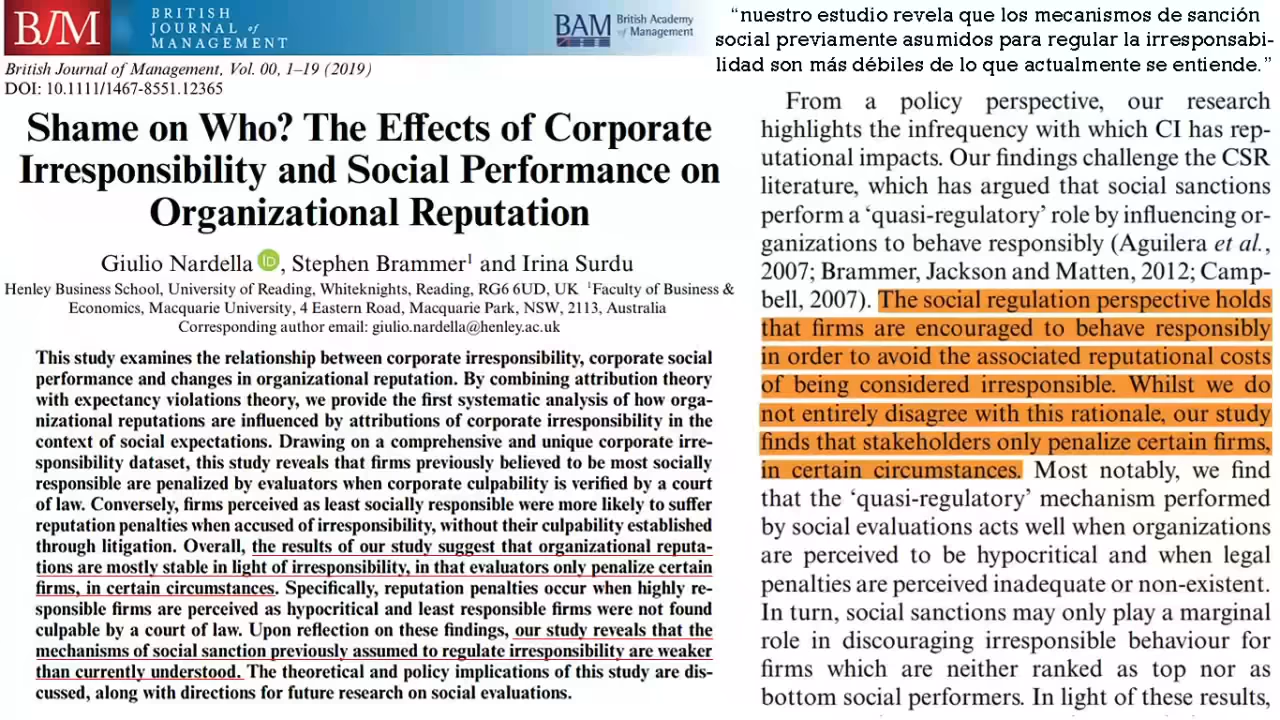 B/M
BRITISH
JOURNAL OF
MANAGEMENT
BAM
British Academy
of Management
British Journal of Management, Vol. 00, 1–19 (2019)
DOI: 10.1111/1467-8551.12365
Shame on Who? The Effects of Corporate
Irresponsibility and Social Performance on
Organizational Reputation
Giulio Nardella iD, Stephen Brammer¹ and Irina Surdu
Henley Business School, University of Reading, Whiteknights, Reading, RG6 6UD, UK ¹Faculty of Business &
Economics, Macquarie University, 4 Eastern Road, Macquarie Park, NSW, 2113, Australia
Corresponding author email: giulio.nardella@henley.ac.uk
This study examines the relationship between corporate irresponsibility, corporate social
performance and changes in organizational reputation. By combining attribution theory
with expectancy violations theory, we provide the first systematic analysis of how orga-
nizational reputations are influenced by attributions of corporate irresponsibility in the
context of social expectations. Drawing on a comprehensive and unique corporate irre-
sponsibility dataset, this study reveals that firms previously believed to be most socially
responsible are penalized by evaluators when corporate culpability is verified by a court
of law. Conversely, firms perceived as least socially responsible were more likely to suffer
reputation penalties when accused of irresponsibility, without their culpability established
through litigation. Overall, the results of our study suggest that organizational reputa-
tions are mostly stable in light of irresponsibility, in that evaluators only penalize certain
firms, in certain circumstances. Specifically, reputation penalties occur when highly re-
sponsible firms are perceived as hypocritical and least responsible firms were not found
culpable by a court of law. Upon reflection on these findings, our study reveals that the
mechanisms of social sanction previously assumed to regulate irresponsibility are weaker
than currently understood. The theoretical and policy implications of this study are dis-
cussed, along with directions for future research on social evaluations.
“nuestro estudio revela que los mecanismos de sanción
social previamente asumidos para regular la irresponsabi-
lidad son más débiles de lo que actualmente se entiende.”
From a policy perspective, our research
highlights the infrequency with which CI has rep-
utational impacts. Our findings challenge the CSR
literature, which has argued that social sanctions
perform a ‘quasi-regulatory’ role by influencing or-
ganizations to behave responsibly (Aguilera et al.,
2007; Brammer, Jackson and Matten, 2012; Camp-
bell, 2007). The social regulation perspective holds
that firms are encouraged to behave responsibly
in order to avoid the associated reputational costs
of being considered irresponsible. Whilst we do
not entirely disagree with this rationale, our study
finds that stakeholders only penalize certain firms,
in certain circumstances. Most notably, we find
that the ‘quasi-regulatory’ mechanism performed
by social evaluations acts well when organizations
are perceived to be hypocritical and when legal
penalties are perceived inadequate or non-existent.
In turn, social sanctions may only play a marginal
role in discouraging irresponsible behaviour for
firms which are neither ranked as top nor as
bottom social performers. In light of these results,